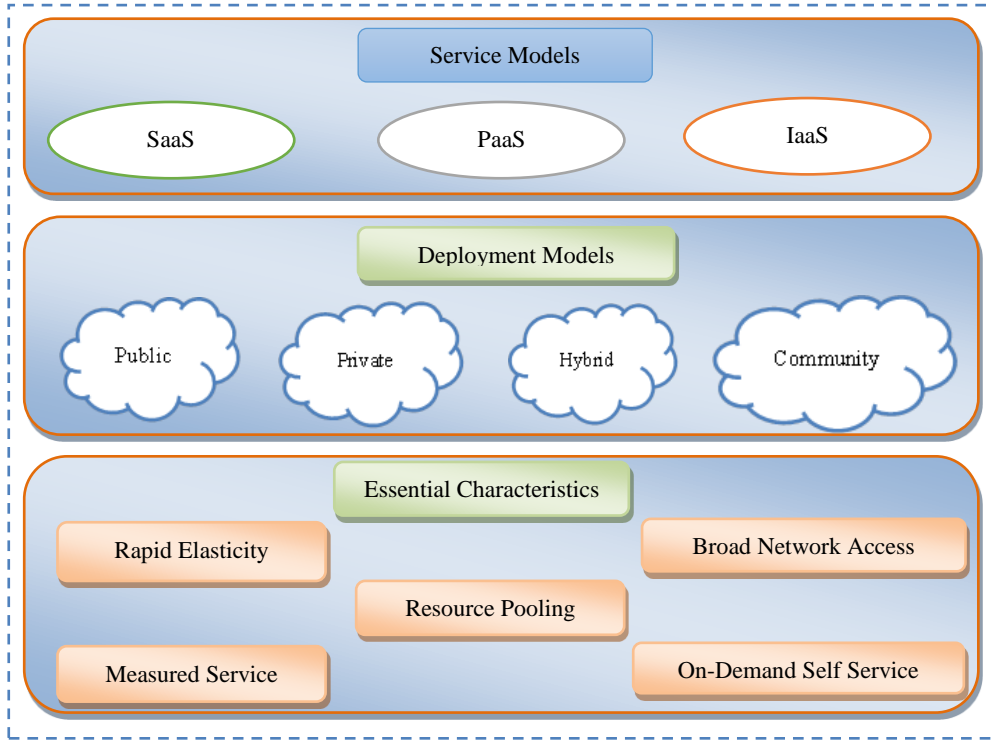 Service Models
SaaS
PaaS
IaaS
Deployment Models
Public
Private
Hybrid
Community
Essential Characteristics
Rapid Elasticity
Broad Network Access
Resource Pooling
Measured Service
On-Demand Self Service